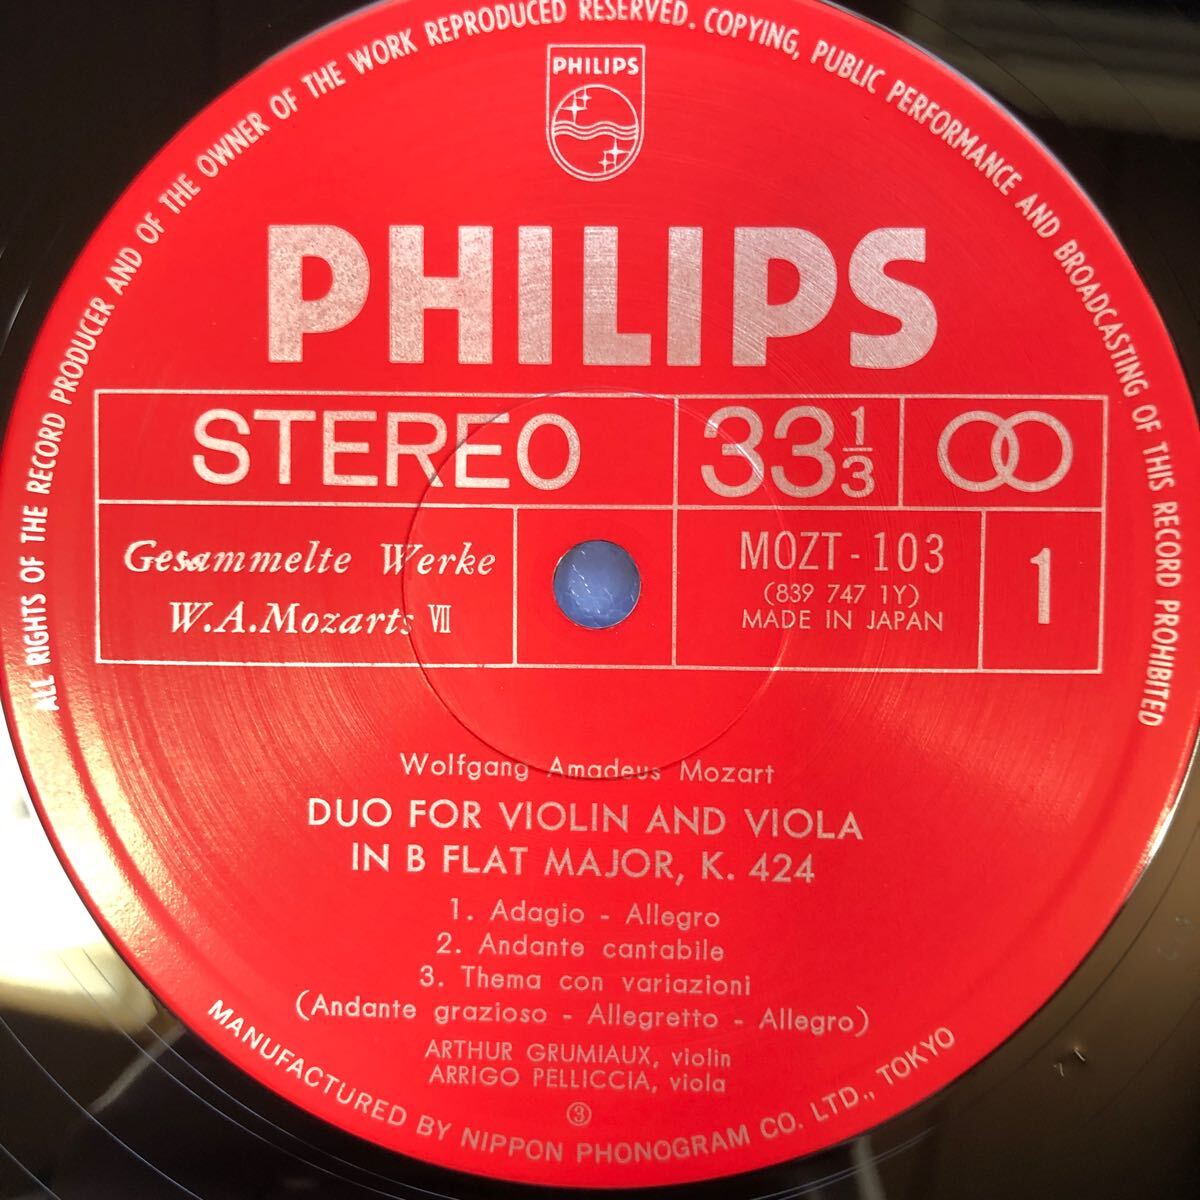 ALL RIGHTS OF THE RECORD PRODUCER AND OF THE OWNER OF THE WORK REPRODUCED RESERVED. COPYING, PUBLIC PERFORMANCE AND BROADCASTING OF THIS RECORD PROHIBITED
PHILIPS
PHILIPS
STEREO 33 1/3
Gesammelte Werke
W.A.Mozarts VII
MOZT-103
(839 747 1Y)
MADE IN JAPAN
1
Wolfgang Amadeus Mozart
DUO FOR VIOLIN AND VIOLA
IN B FLAT MAJOR, K. 424
1. Adagio - Allegro
2. Andante cantabile
3. Thema con variazioni
(Andante grazioso - Allegretto - Allegro)
ARTHUR GRUMIAUX, violin
ARRIGO PELLICCIA, viola
③
MANUFACTURED BY NIPPON PHONOGRAM CO. LTD., TOKYO